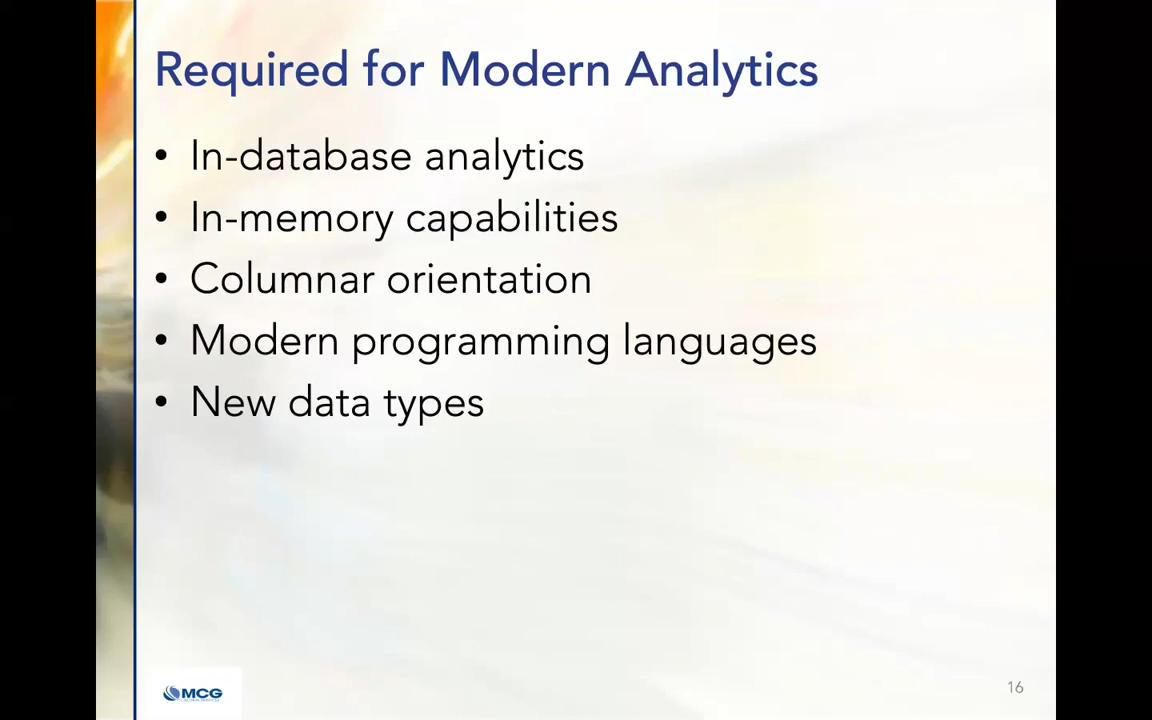 Required for Modern Analytics
• In-database analytics
• In-memory capabilities
• Columnar orientation
• Modern programming languages
• New data types
MCG
16